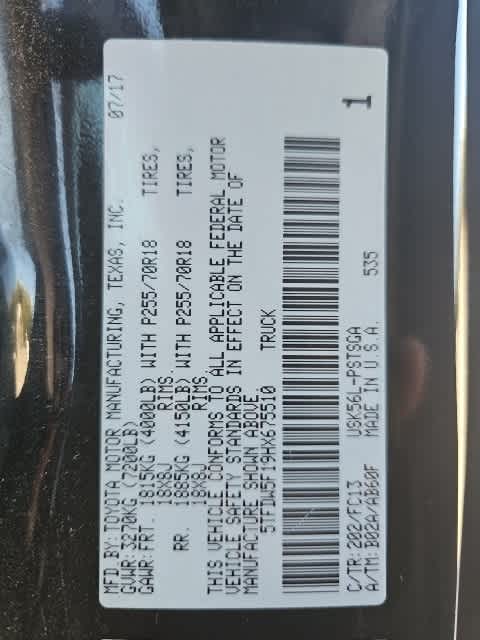 MFD.BY:TOYOTA MOTOR MANUFACTURING, TEXAS, INC. 07/17
GVWR:3270KG (7200LB)
GAWR:FRT. 1815KG (4000LB) WITH P255/70R18 TIRES,
18X8J RIMS.
RR. 1885KG (4150LB) WITH P255/70R18 TIRES,
18X8J RIMS.
THIS VEHICLE CONFORMS TO ALL APPLICABLE FEDERAL MOTOR
VEHICLE SAFETY STANDARDS IN EFFECT ON THE DATE OF
MANUFACTURE SHOWN ABOVE.
5TFDW5F19HX675510 TRUCK
C/TR: 202/FC13 USK56L-PSTSGA 535
A/TM: B02A/AB60F MADE IN U.S.A.
1